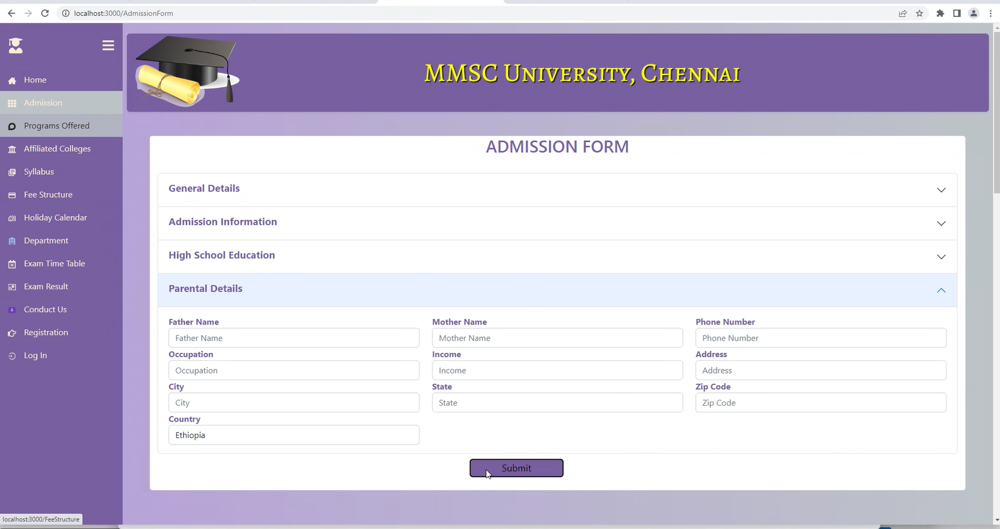 localhost:3000/AdmissionForm
MMSC University, Chennai
Home
Admission
Programs Offered
Affiliated Colleges
Syllabus
Fee Structure
Holiday Calendar
Department
Exam Time Table
Exam Result
Conduct Us
Registration
Log In
ADMISSION FORM
General Details
Admission Information
High School Education
Parental Details
Father Name Mother Name Phone Number
Father Name Mother Name Phone Number
Occupation Income Address
Occupation Income Address
City State Zip Code
City State Zip Code
Country
Ethiopia
Submit
localhost:3000/FeeStructure